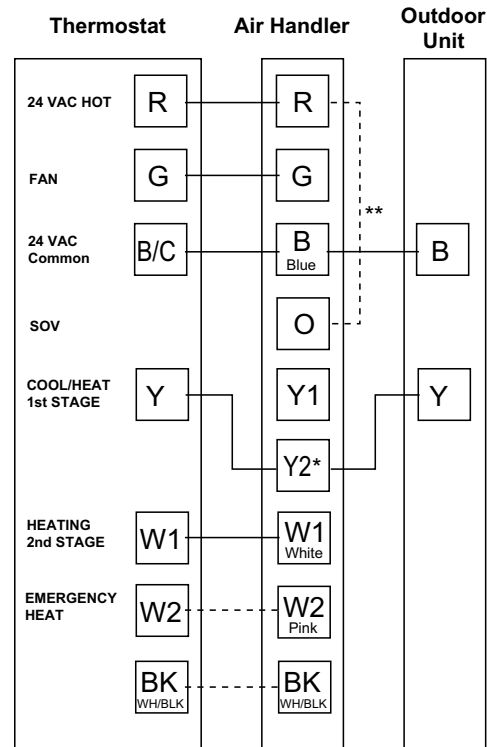 Thermostat
Air Handler
Outdoor
Unit
24 VAC HOT
R
R
FAN
G
G
**
24 VAC
Common
B/C
B
Blue
B
SOV
O
COOL/HEAT
1st STAGE
Y
Y1
Y
Y2*
HEATING
2nd STAGE
W1
W1
White
EMERGENCY
HEAT
W2
W2
Pink
BK
WH/BLK
BK
WH/BLK